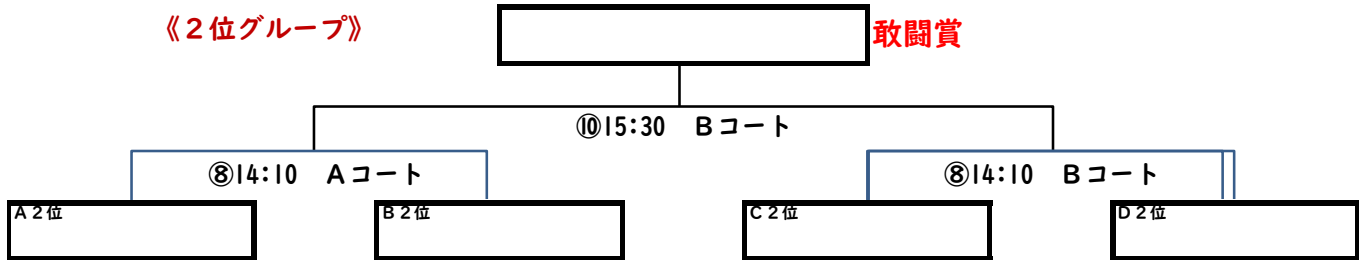 《２位グループ》
敢闘賞
⑩15:30　Ｂコート
⑧14:10　Ａコート
⑧14:10　Ｂコート
Ａ２位
Ｂ２位
Ｃ２位
Ｄ２位